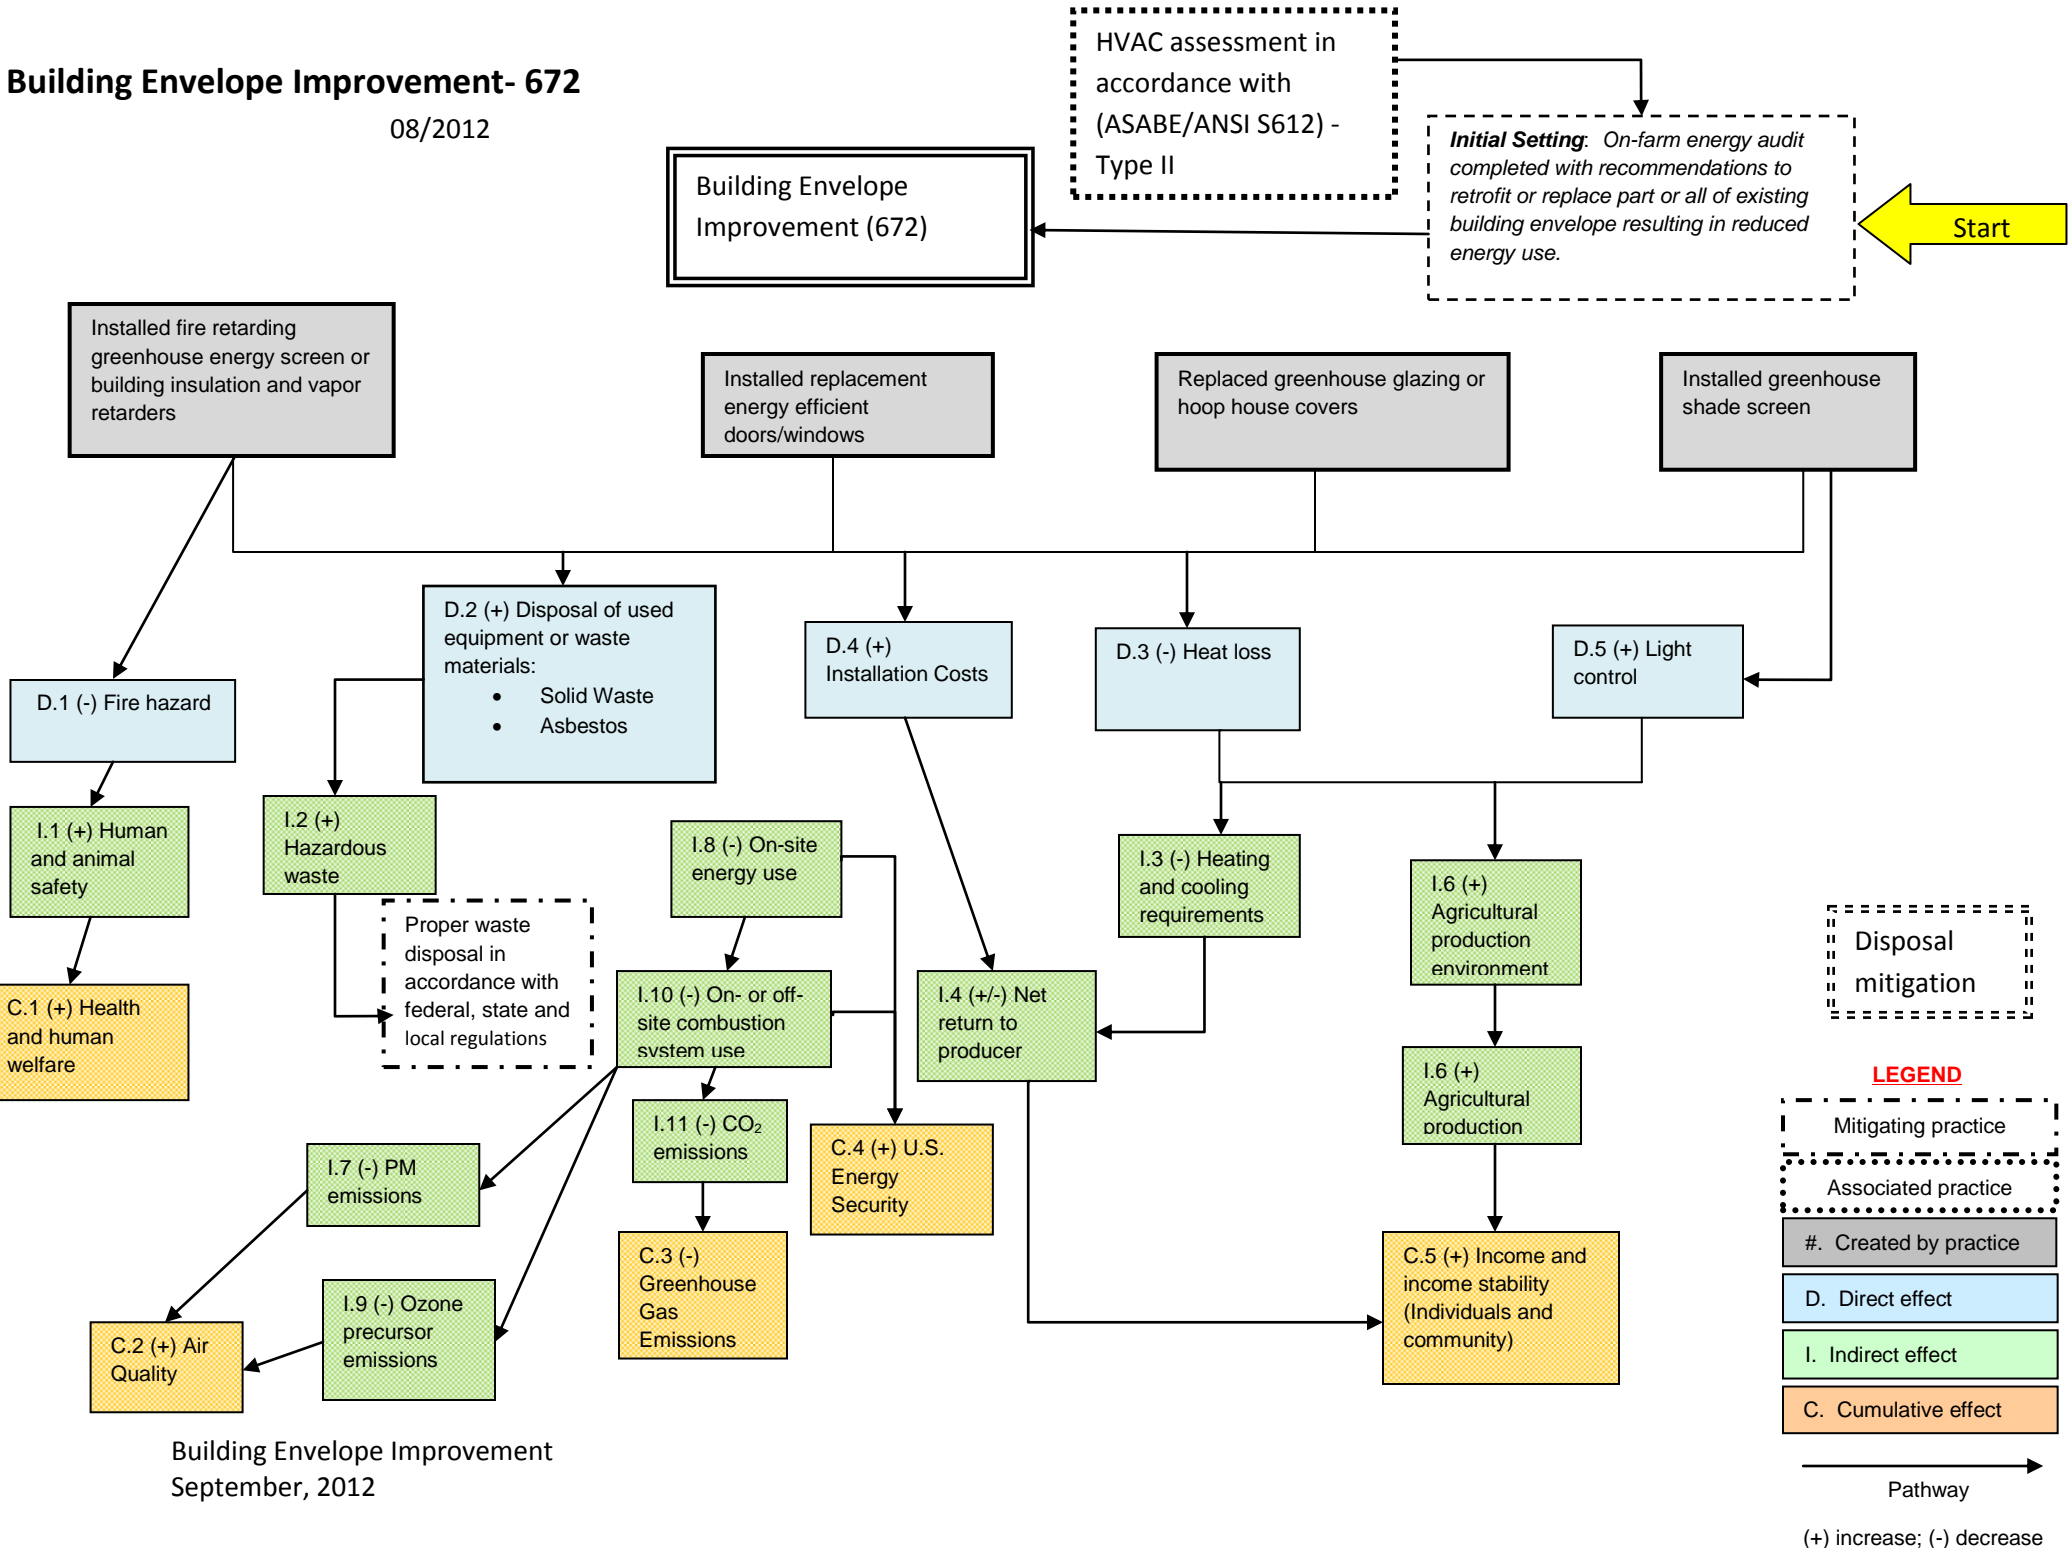 Building Envelope Improvement- 672
08/2012
HVAC assessment in
accordance with
(ASABE/ANSI S612) -
Type II
Initial Setting: On-farm energy audit
completed with recommendations to
retrofit or replace part or all of existing
building envelope resulting in reduced
energy use.
Start
Building Envelope
Improvement (672)
Installed fire retarding
greenhouse energy screen or
building insulation and vapor
retarders
Installed replacement
energy efficient
doors/windows
Replaced greenhouse glazing or
hoop house covers
Installed greenhouse
shade screen
D.1 (-) Fire hazard
D.2 (+) Disposal of used
equipment or waste
materials:
• Solid Waste
• Asbestos
D.4 (+)
Installation Costs
D.3 (-) Heat loss
D.5 (+) Light
control
I.1 (+) Human
and animal
safety
I.2 (+)
Hazardous
waste
I.8 (-) On-site
energy use
I.3 (-) Heating
and cooling
requirements
I.6 (+)
Agricultural
production
environment
Proper waste
disposal in
accordance with
federal, state and
local regulations
Disposal
mitigation
C.1 (+) Health
and human
welfare
I.10 (-) On- or off-
site combustion
system use
I.4 (+/-) Net
return to
producer
I.6 (+)
Agricultural
production
I.11 (-) CO₂
emissions
C.4 (+) U.S.
Energy
Security
I.7 (-) PM
emissions
C.3 (-)
Greenhouse
Gas
Emissions
C.5 (+) Income and
income stability
(Individuals and
community)
I.9 (-) Ozone
precursor
emissions
C.2 (+) Air
Quality
LEGEND
Mitigating practice
Associated practice
#. Created by practice
D. Direct effect
I. Indirect effect
C. Cumulative effect
Pathway
(+) increase; (-) decrease
Building Envelope Improvement
September, 2012